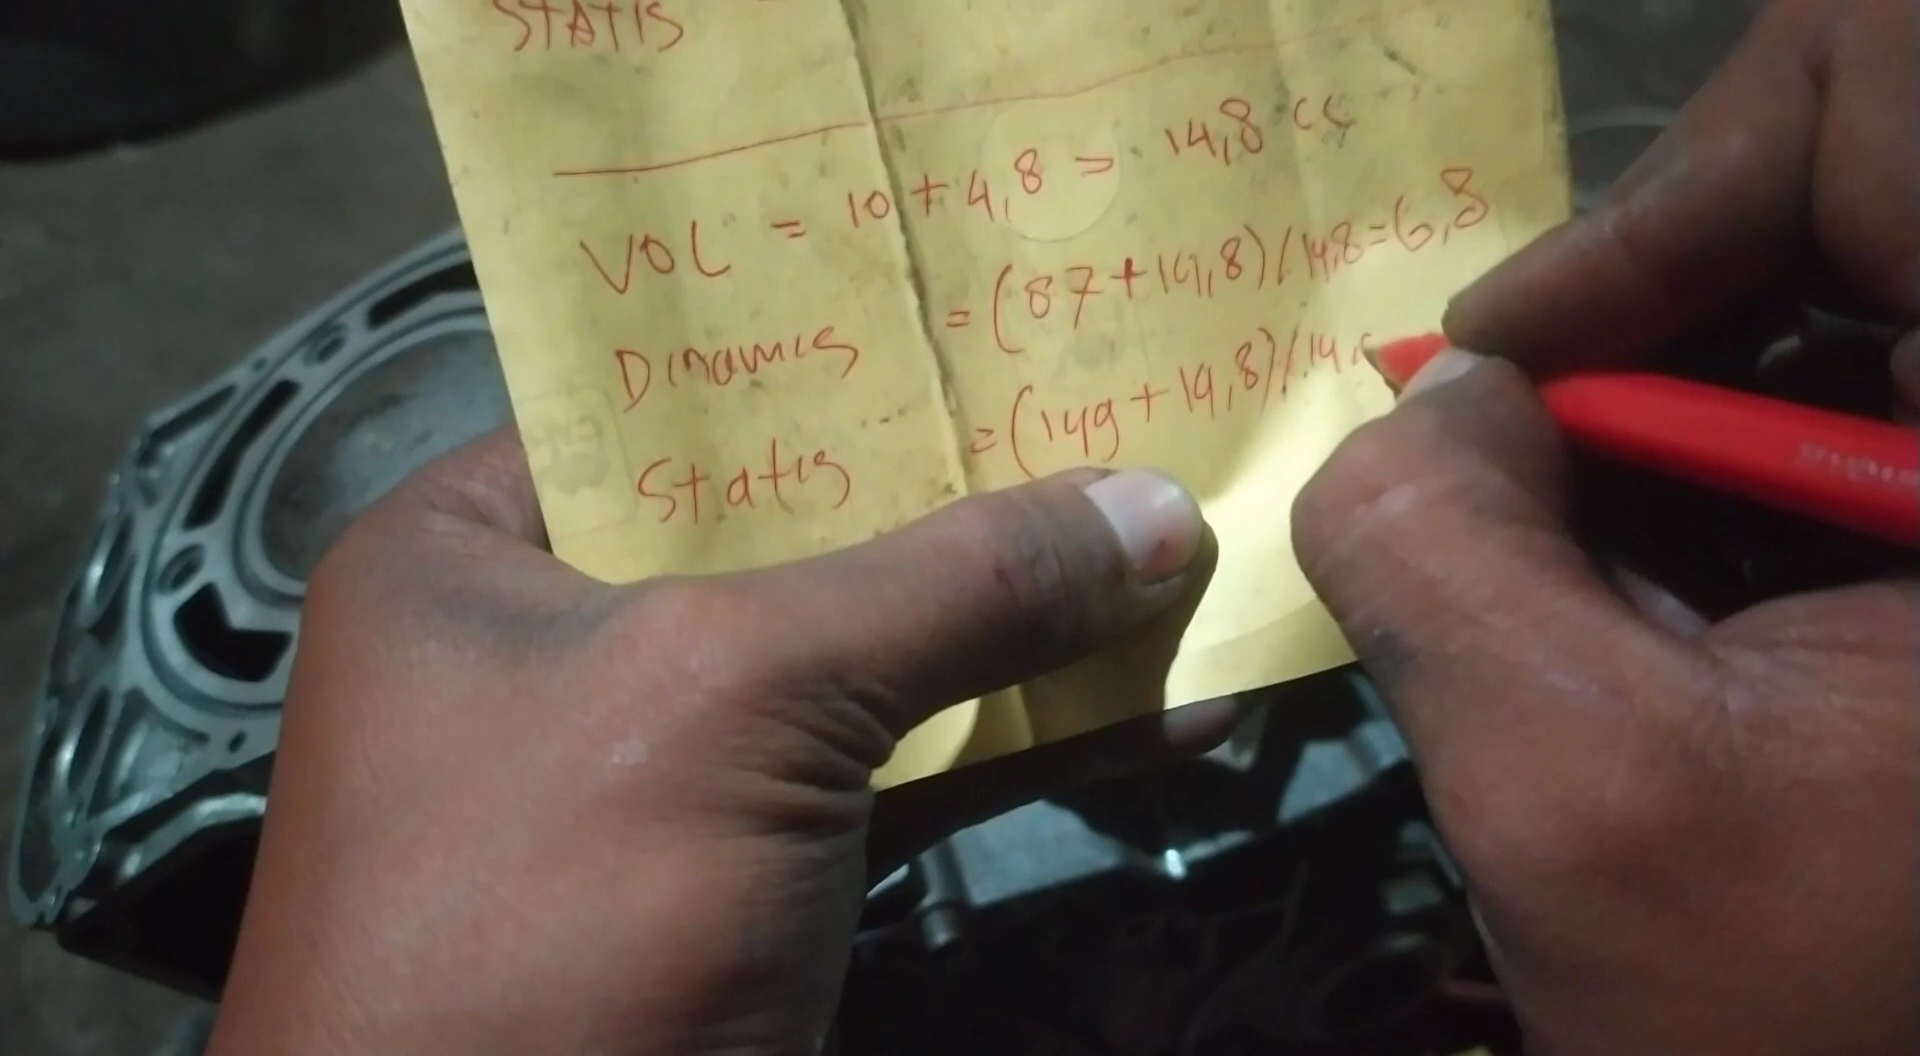 STATIS
VOL = 10 + 4,8 = 14,8 cc
Dinamis = (87+14,8)/14,8=6,8
Statis = (149+14,8)/14,